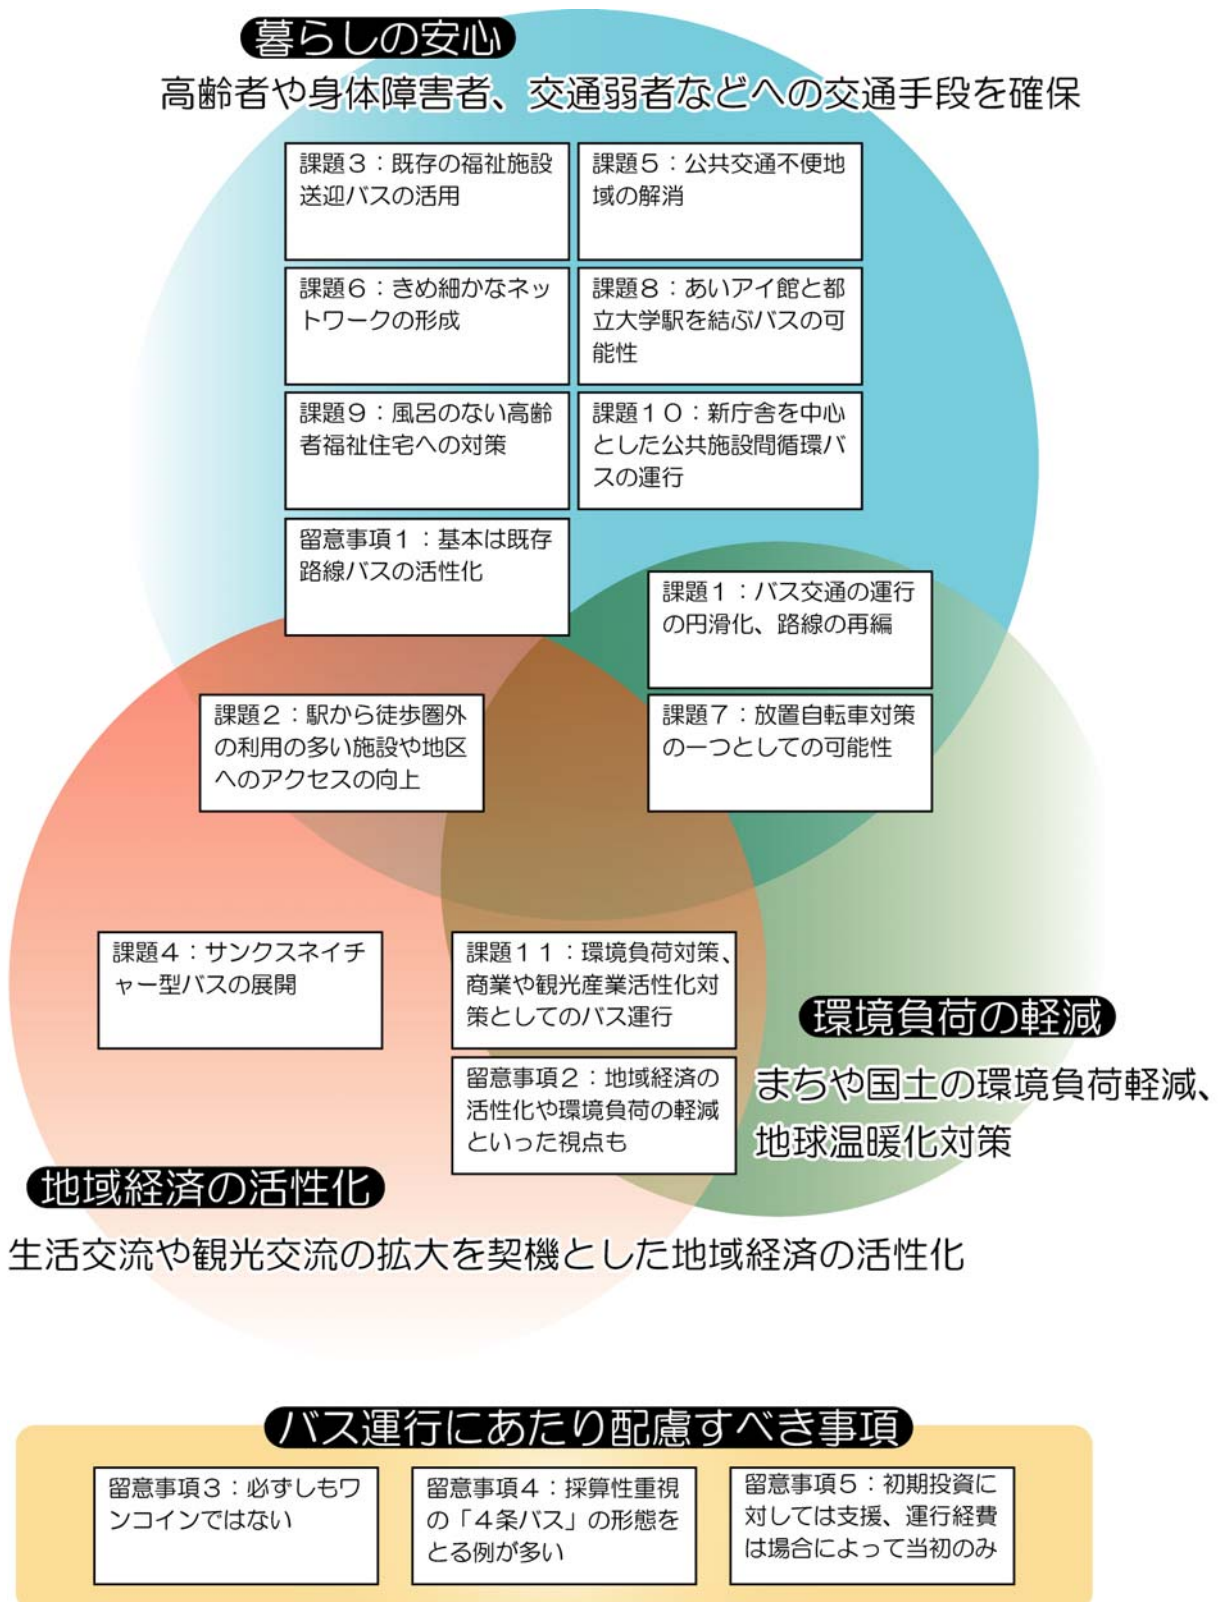 暮らしの安心
高齢者や身体障害者、交通弱者などへの交通手段を確保
課題３：既存の福祉施設
送迎バスの活用
課題５：公共交通不便地
域の解消
課題６：きめ細かなネッ
トワークの形成
課題８：あいアイ館と都
立大学駅を結ぶバスの可
能性
課題９：風呂のない高齢
者福祉住宅への対策
課題１０：新庁舎を中心
とした公共施設間循環バ
スの運行
留意事項１：基本は既存
路線バスの活性化
課題１：バス交通の運行
の円滑化、路線の再編
課題２：駅から徒歩圏外
の利用の多い施設や地区
へのアクセスの向上
課題７：放置自転車対策
の一つとしての可能性
課題４：サンクスネイチ
ャー型バスの展開
課題１１：環境負荷対策、
商業や観光産業活性化対
策としてのバス運行
留意事項２：地域経済の
活性化や環境負荷の軽減
といった視点も
環境負荷の軽減
まちや国土の環境負荷軽減、
地球温暖化対策
地域経済の活性化
生活交流や観光交流の拡大を契機とした地域経済の活性化
バス運行にあたり配慮すべき事項
留意事項３：必ずしもワ
ンコインではない
留意事項４：採算性重視
の「４条バス」の形態を
とる例が多い
留意事項５：初期投資に
対しては支援、運行経費
は場合によって当初のみ